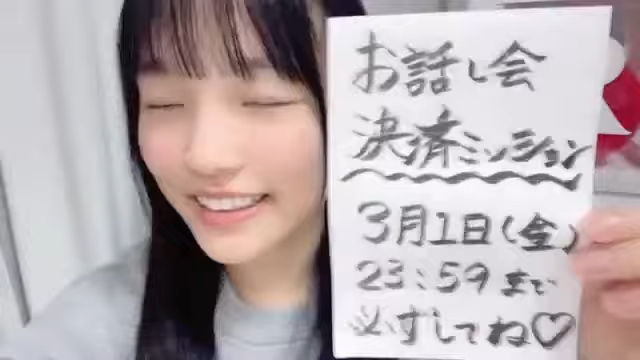 お話し会
決済ミッション
3月1日(金)
23:59まで
必ずしてね♡